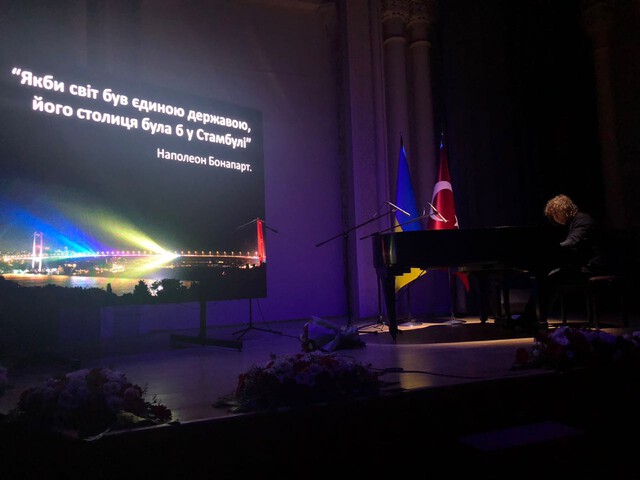 “Якби світ був єдиною державою,
його столиця була б у Стамбулі”
Наполеон Бонапарт.